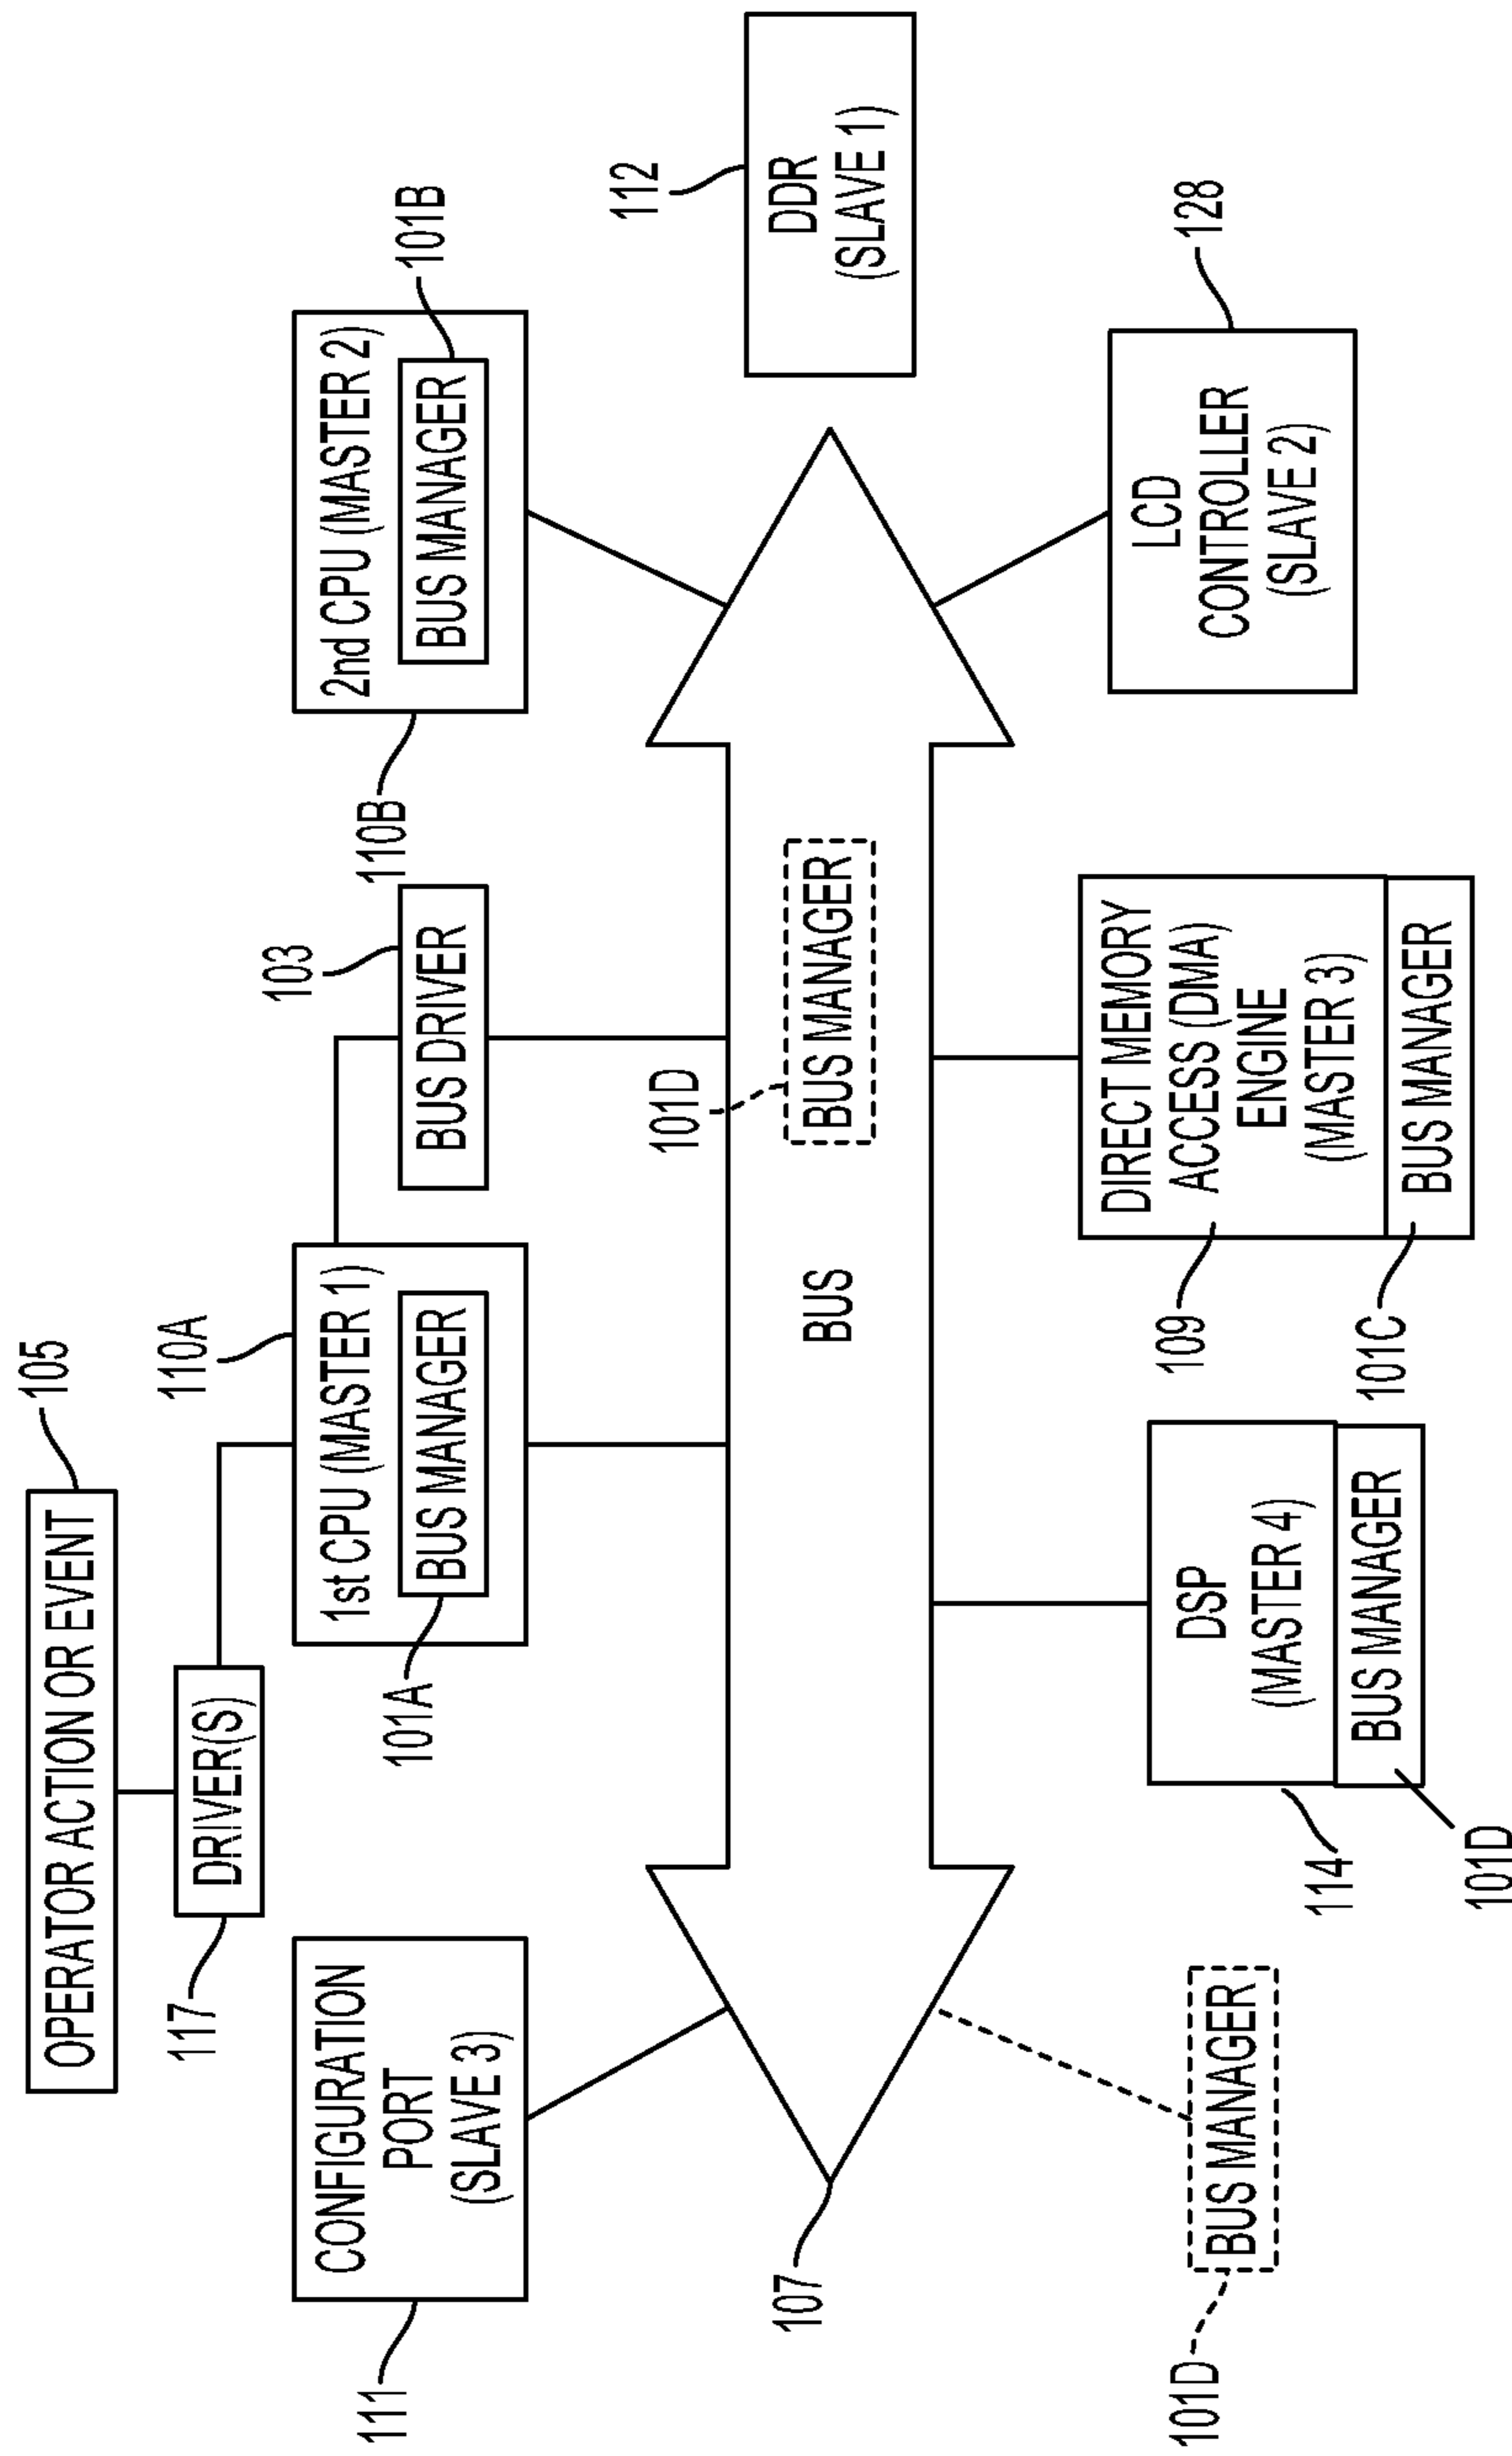 OPERATOR ACTION OR EVENT
105
DRIVER(S)
117
110A
103
CONFIGURATION
PORT
(SLAVE 3)
111
1st CPU (MASTER 1)
BUS MANAGER
101A
BUS DRIVER
110B
2nd CPU (MASTER 2)
BUS MANAGER
101B
112
DDR
(SLAVE 1)
101D
BUS
BUS MANAGER
107
101D
BUS MANAGER
DSP
(MASTER 4)
BUS MANAGER
114
101D
DIRECT MEMORY
ACCESS (DMA)
ENGINE
(MASTER 3)
BUS MANAGER
109
101C
LCD
CONTROLLER
(SLAVE 2)
128